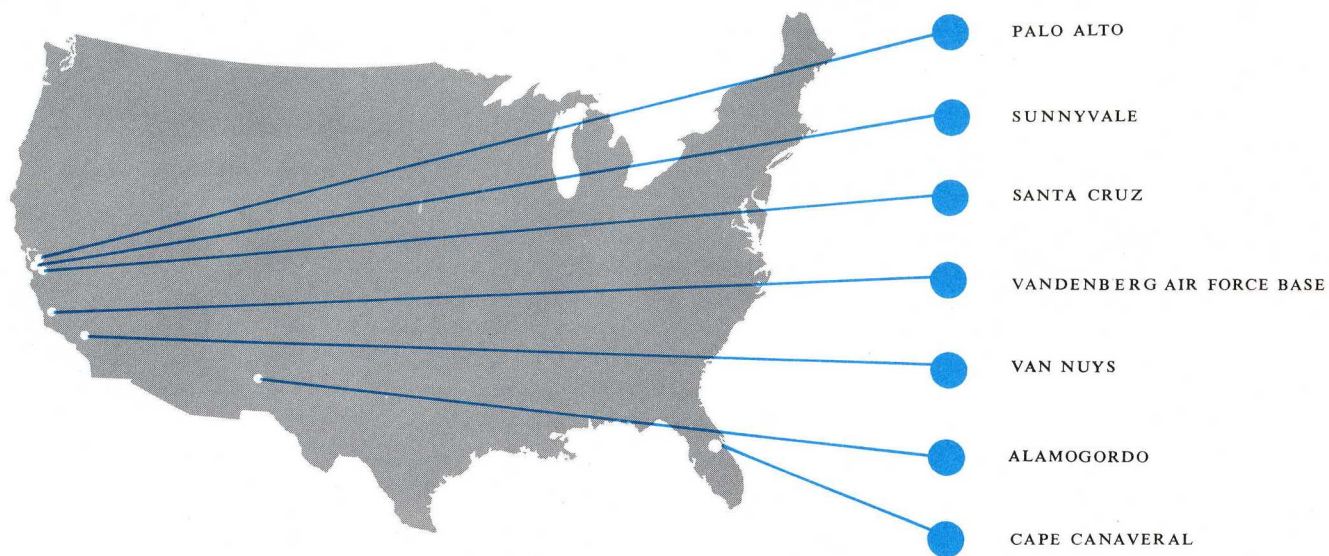 PALO ALTO
SUNNYVALE
SANTA CRUZ
VANDENBERG AIR FORCE BASE
VAN NUYS
ALAMOGORDO
CAPE CANAVERAL